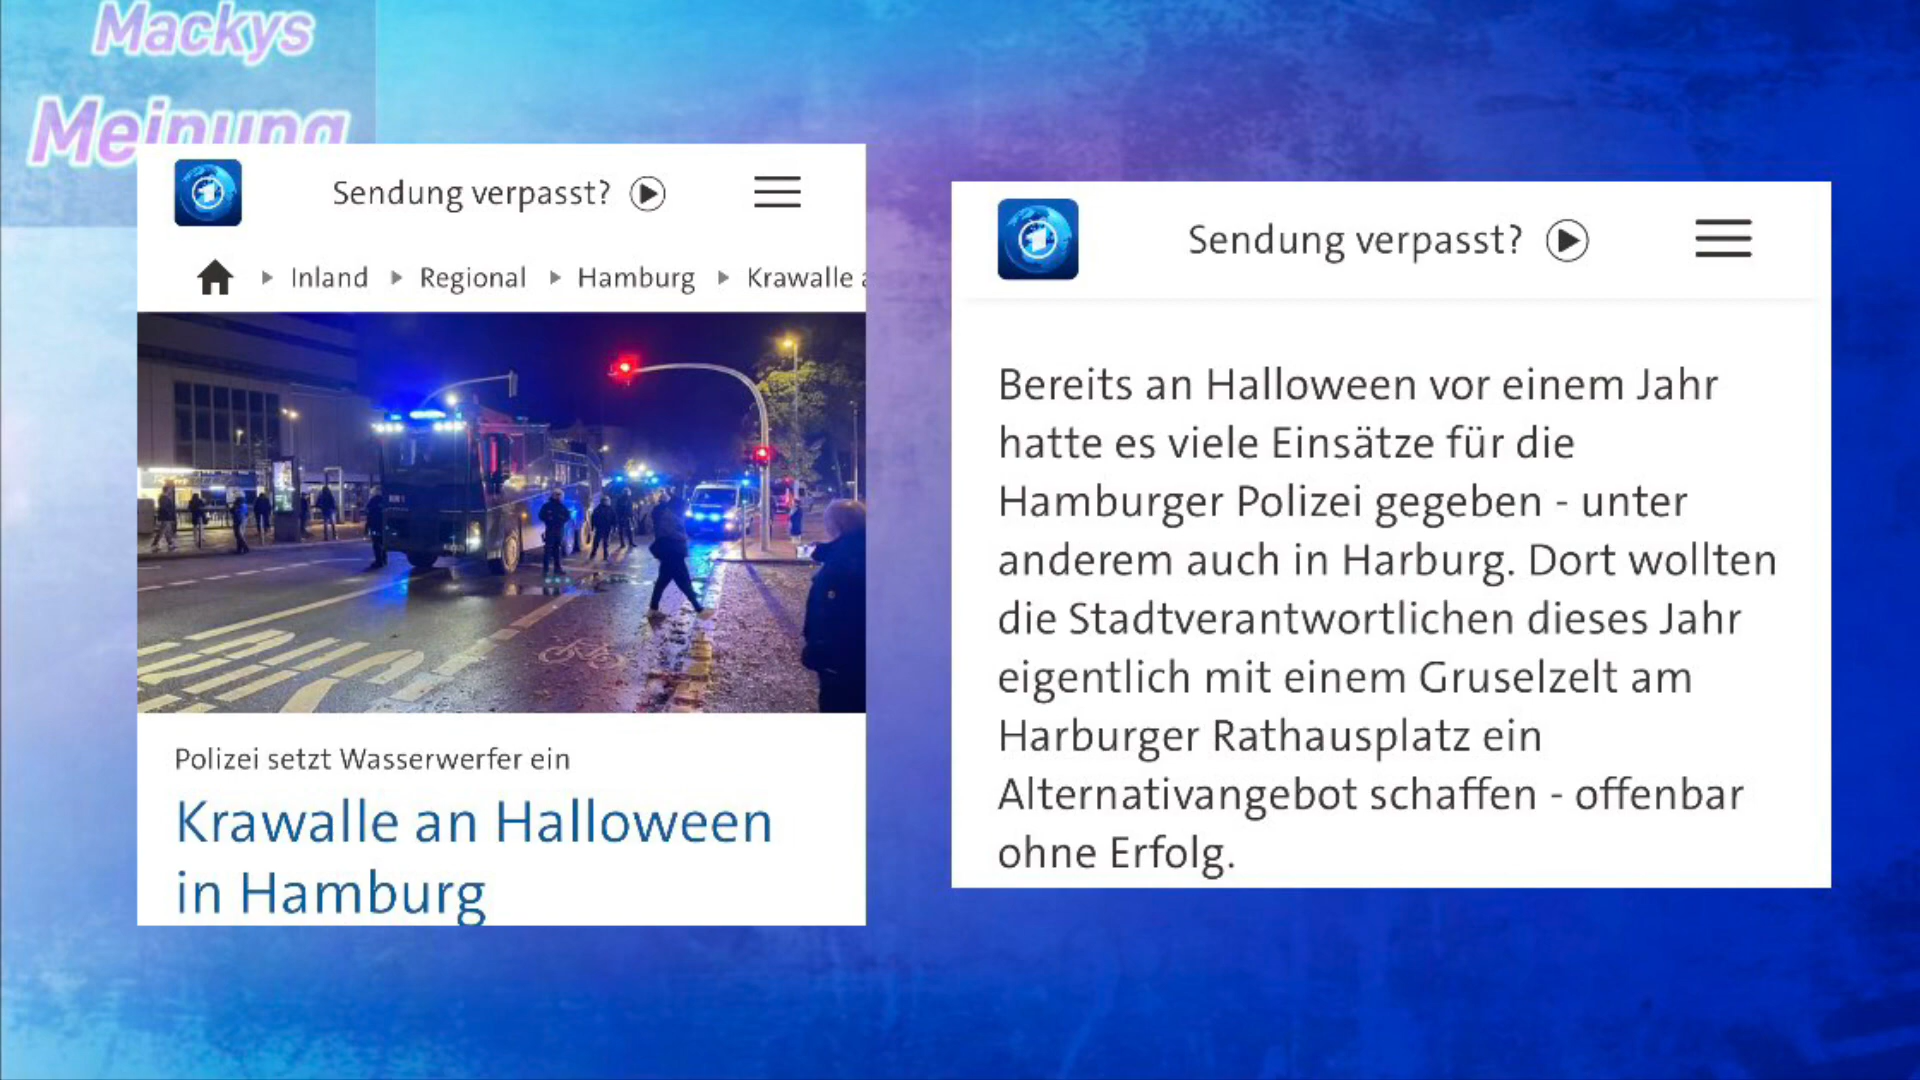 Mackys
Meinung
Sendung verpasst?
Inland Regional Hamburg Krawalle
Polizei setzt Wasserwerfer ein
Krawalle an Halloween
in Hamburg
Sendung verpasst?
Bereits an Halloween vor einem Jahr
hatte es viele Einsätze für die
Hamburger Polizei gegeben - unter
anderem auch in Harburg. Dort wollten
die Stadtverantwortlichen dieses Jahr
eigentlich mit einem Gruselzelt am
Harburger Rathausplatz ein
Alternativangebot schaffen - offenbar
ohne Erfolg.